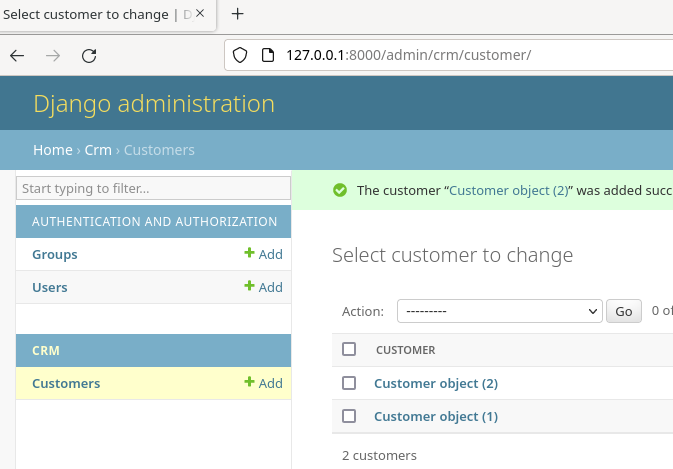 Select customer to change | D
127.0.0.1:8000/admin/crm/customer/
Django administration
Home › Crm › Customers
Start typing to filter...
AUTHENTICATION AND AUTHORIZATION
Groups Add
Users Add
CRM
Customers Add
The customer “Customer object (2)” was added succ
Select customer to change
Action: --------- Go 0 of
CUSTOMER
Customer object (2)
Customer object (1)
2 customers